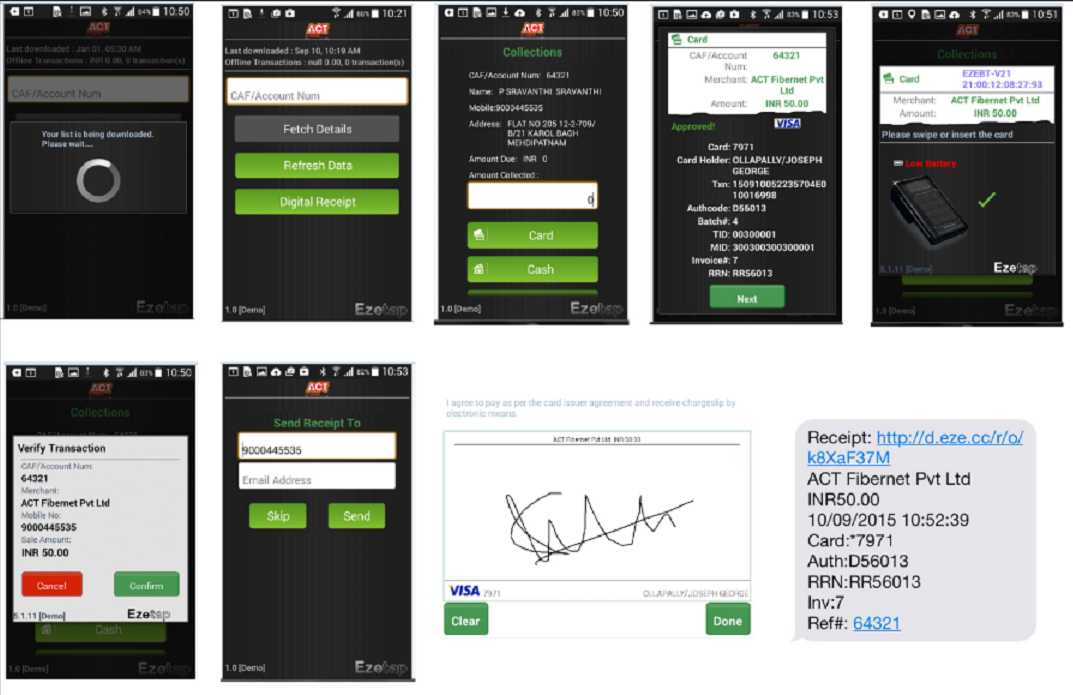 64% 10:50
ACT
Last downloaded : Jan 01, 05:30 AM
Offline Transactions : INR 0.00, 0 transaction(s)
CAF/Account Num
Your list is being downloaded.
Please wait....
1.0 [Demo]
Ezetap
88% 10:21
ACT
Last downloaded : Sep 10, 10:19 AM
Offline Transactions : null 0.00, 0 transaction(s)
CAF/Account Num
Fetch Details
Refresh Data
Digital Receipt
1.0 [Demo]
Ezetap
83% 10:50
ACT
Collections
CAF/Account Num: 64321
Name: P SRAVANTHI SRAVANTHI
Mobile:9000445535
Address: FLAT NO 205 12-2-709/
B/21 KAROL BAGH
MEHDIPATNAM
Amount Due: INR 0
Amount Collected :
0
Card
Cash
1.0 [Demo]
Ezetap
83% 10:53
Card
CAF/Account
Num:
64321
Merchant: ACT Fibernet Pvt
Ltd
Amount: INR 50.00
Approved!
VISA
Card: 7971
Card Holder: OLLAPALLY/JOSEPH
GEORGE
Txn: 150910052235704E0
10016998
Authcode: D56013
Batch#: 4
TID: 00300001
MID: 300300300300001
Invoice#: 7
RRN: RR56013
Next
83% 10:51
ACT
Collections
Card
EZEBT-V21
21:00:12:08:27:93
Merchant: ACT Fibernet Pvt Ltd
Amount: INR 50.00
Please swipe or insert the card
Low Battery
5.1.11 [Demo]
Ezetap
1.0 [Demo]
Ezetap
83% 10:50
ACT
Collections
Verify Transaction
CAF/Account Num:
64321
Merchant:
ACT Fibernet Pvt Ltd
Mobile No:
9000445535
Sale Amount:
INR 50.00
Cancel
Confirm
5.1.11 [Demo]
Ezetap
Cash
1.0 [Demo]
Ezetap
82% 10:53
ACT
Send Receipt To
9000445535
Email Address
Skip
Send
1.0 [Demo]
Ezetap
I agree to pay as per the card issuer agreement and receive chargeslip by
electronic means.
ACT Fibernet Pvt Ltd INR 50.00
VISA 7971
OLLAPALLY/JOSEPH GEORGE
Clear
Done
Receipt: http://d.eze.cc/r/o/
k8XaF37M
ACT Fibernet Pvt Ltd
INR50.00
10/09/2015 10:52:39
Card:*7971
Auth:D56013
RRN:RR56013
Inv:7
Ref#: 64321